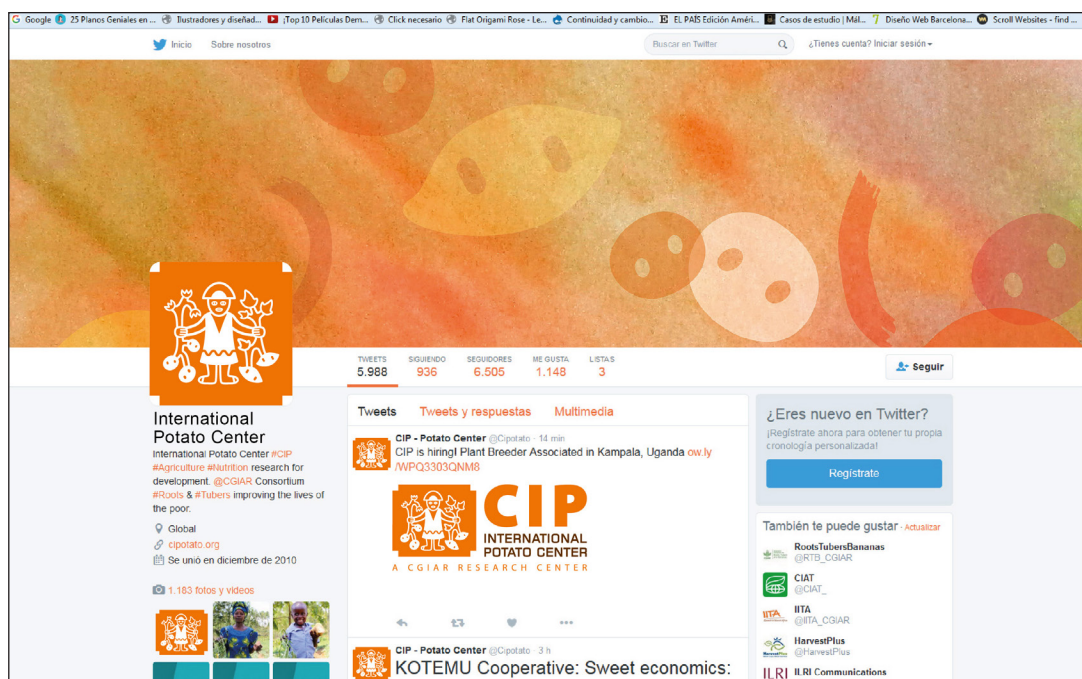 Google 25 Planos Geniales en ... Ilustradores y diseñad... ¡Top 10 Películas Dem... Click necesario Flat Origami Rose - Le... Continuidad y cambio... EL PAÍS Edición Améri... Casos de estudio | Mál... Diseño Web Barcelona... Scroll Websites - find ...
Inicio Sobre nosotros Buscar en Twitter ¿Tienes cuenta? Iniciar sesión
TWEETS SIGUIENDO SEGUIDORES ME GUSTA LISTAS
5.988 936 6.505 1.148 3
Seguir
International
Potato Center
International Potato Center #CIP
#Agriculture #Nutrition research for
development. @CGIAR Consortium
#Roots & #Tubers improving the lives of
the poor.
Global
cipotato.org
Se unió en diciembre de 2010
1.183 fotos y videos
Tweets Tweets y respuestas Multimedia
CIP - Potato Center @Cipotato · 14 min
CIP is hiring! Plant Breeder Associated in Kampala, Uganda ow.ly
/WPQ3303QNM8
CIP
INTERNATIONAL
POTATO CENTER
A CGIAR RESEARCH CENTER
CIP - Potato Center @Cipotato · 3 h
KOTEMU Cooperative: Sweet economics:
¿Eres nuevo en Twitter?
¡Regístrate ahora para obtener tu propia
cronología personalizada!
Regístrate
También te puede gustar · Actualizar
RootsTubersBananas
@RTB_CGIAR
CIAT
@CIAT_
IITA
IITA
@IITA_CGIAR
HarvestPlus
HarvestPlus
@HarvestPlus
ILRI
ILRI Communications